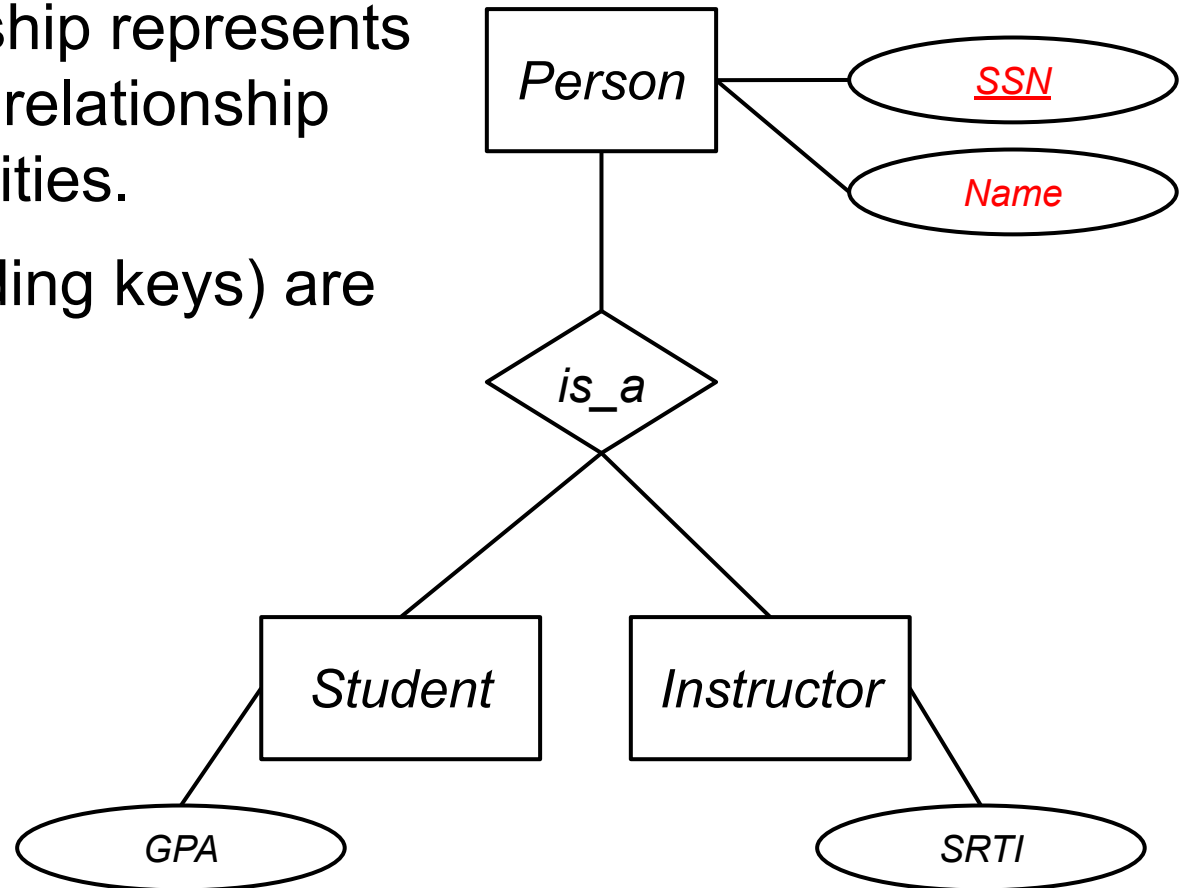 ship represents
relationship
ities.
ding keys) are
Person
SSN
Name
is_a
Student
Instructor
GPA
SRTI